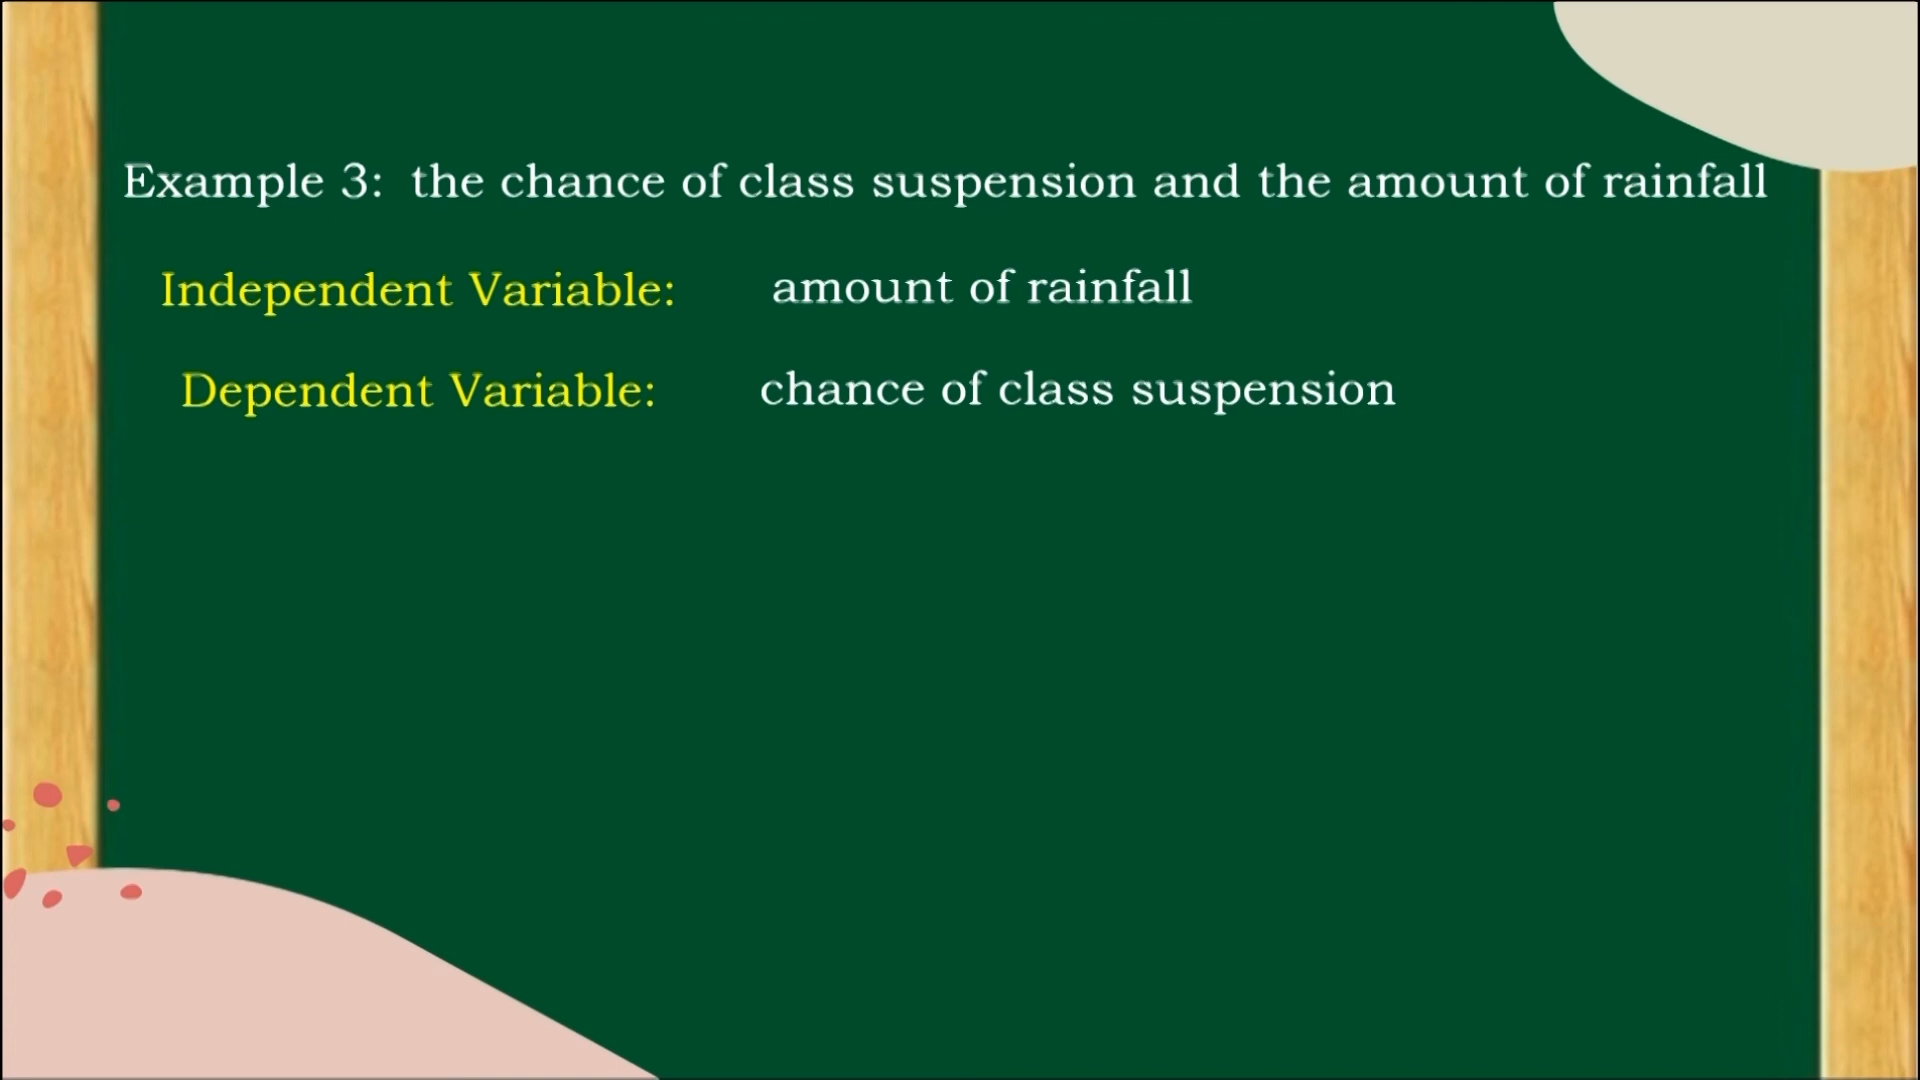 Example 3: the chance of class suspension and the amount of rainfall
Independent Variable: amount of rainfall
Dependent Variable: chance of class suspension